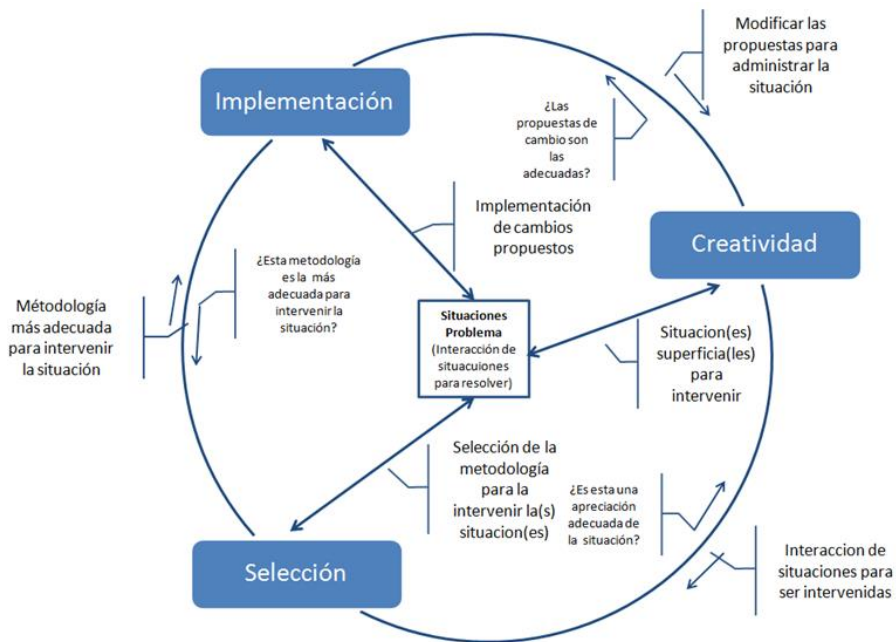 Modificar las
propuestas para
administrar la
situación
Implementación
¿Las
propuestas de
cambio son
las
adecuadas?
Implementación
de cambios
propuestos
Creatividad
¿Esta metodología
es la más
adecuada para
intervenir la
situación?
Métodología
más adecuada
para intervenir
la situación
Situaciones
Problema
(Interacción de
situacuiones
para resolver)
Situacion(es)
superficia(les)
para
intervenir
Selección de la
metodología
para la
intervenir la(s)
situacion(es)
¿Es esta una
apreciación
adecuada de
la situación?
Interaccion de
situaciones para
ser intervenidas
Selección